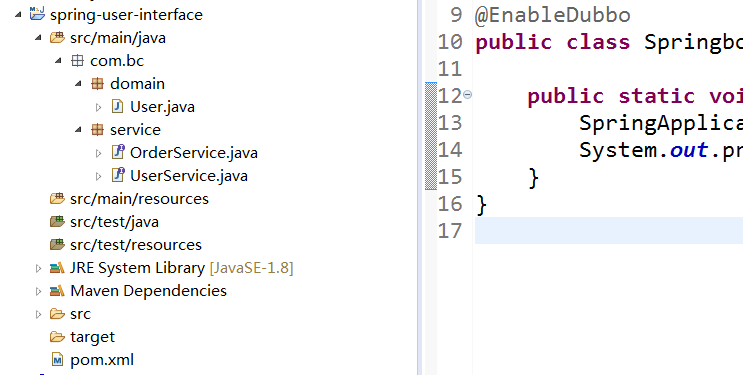 spring-user-interface
src/main/java
com.bc
domain
User.java
service
OrderService.java
UserService.java
src/main/resources
src/test/java
src/test/resources
JRE System Library [JavaSE-1.8]
Maven Dependencies
src
target
pom.xml
9 @EnableDubbo
10 public class Springbo
11
12 public static voi
13 SpringApplica
14 System.out.pr
15 }
16 }
17